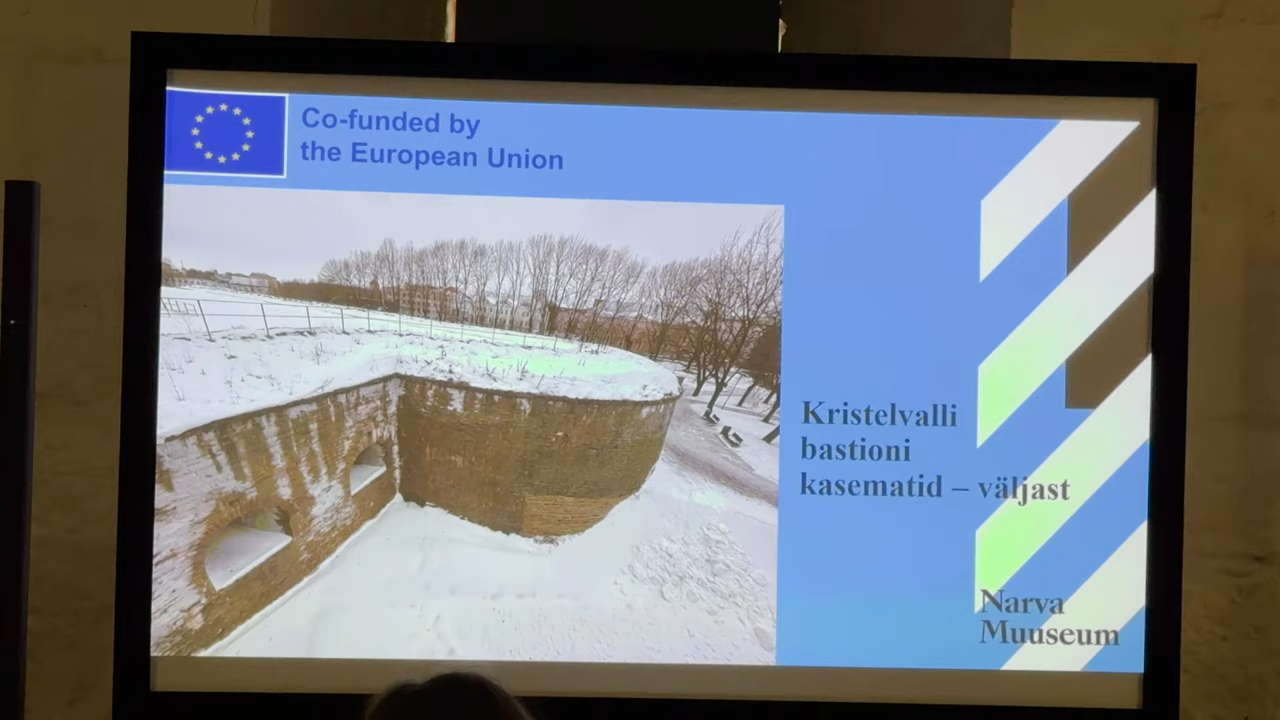 Co-funded by
the European Union
Kristelvalli
bastioni
kasematid – väljast
Narva
Muuseum